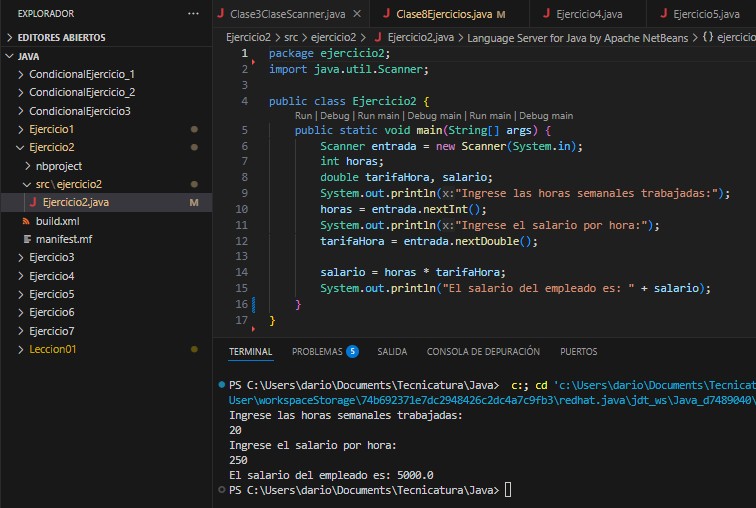 EXPLORADOR
...
Clase3ClaseScanner.java
Clase8Ejercicios.java M
Ejercicio4.java
Ejercicio5.java
Ejercicio2 > src > ejercicio2 > Ejercicio2.java > Language Server for Java by Apache NetBeans > {} ejercicio
EDITORES ABIERTOS
JAVA
CondicionalEjercicio_1
CondicionalEjercicio_2
CondicionalEjercicio3
Ejercicio1
Ejercicio2
nbproject
src\ejercicio2
Ejercicio2.java M
build.xml
manifest.mf
Ejercicio3
Ejercicio4
Ejercicio5
Ejercicio6
Ejercicio7
Leccion01
1 package ejercicio2;
2 import java.util.Scanner;
3
4 public class Ejercicio2 {
Run | Debug | Run main | Debug main | Run main | Debug main
5 public static void main(String[] args) {
6 Scanner entrada = new Scanner(System.in);
7 int horas;
8 double tarifaHora, salario;
9 System.out.println(x:"Ingrese las horas semanales trabajadas:");
10 horas = entrada.nextInt();
11 System.out.println(x:"Ingrese el salario por hora:");
12 tarifaHora = entrada.nextDouble();
13
14 salario = horas * tarifaHora;
15 System.out.println("El salario del empleado es: " + salario);
16 }
17 }
TERMINAL PROBLEMAS 5 SALIDA CONSOLA DE DEPURACIÓN PUERTOS
PS C:\Users\dario\Documents\Tecnicatura\Java> c:; cd 'c:\Users\dario\Documents\Tecnicat
User\workspaceStorage\74b692371e7dc2948426c2dc4a7c9fb3\redhat.java\jdt_ws\Java_d7489040\
Ingrese las horas semanales trabajadas:
20
Ingrese el salario por hora:
250
El salario del empleado es: 5000.0
PS C:\Users\dario\Documents\Tecnicatura\Java>